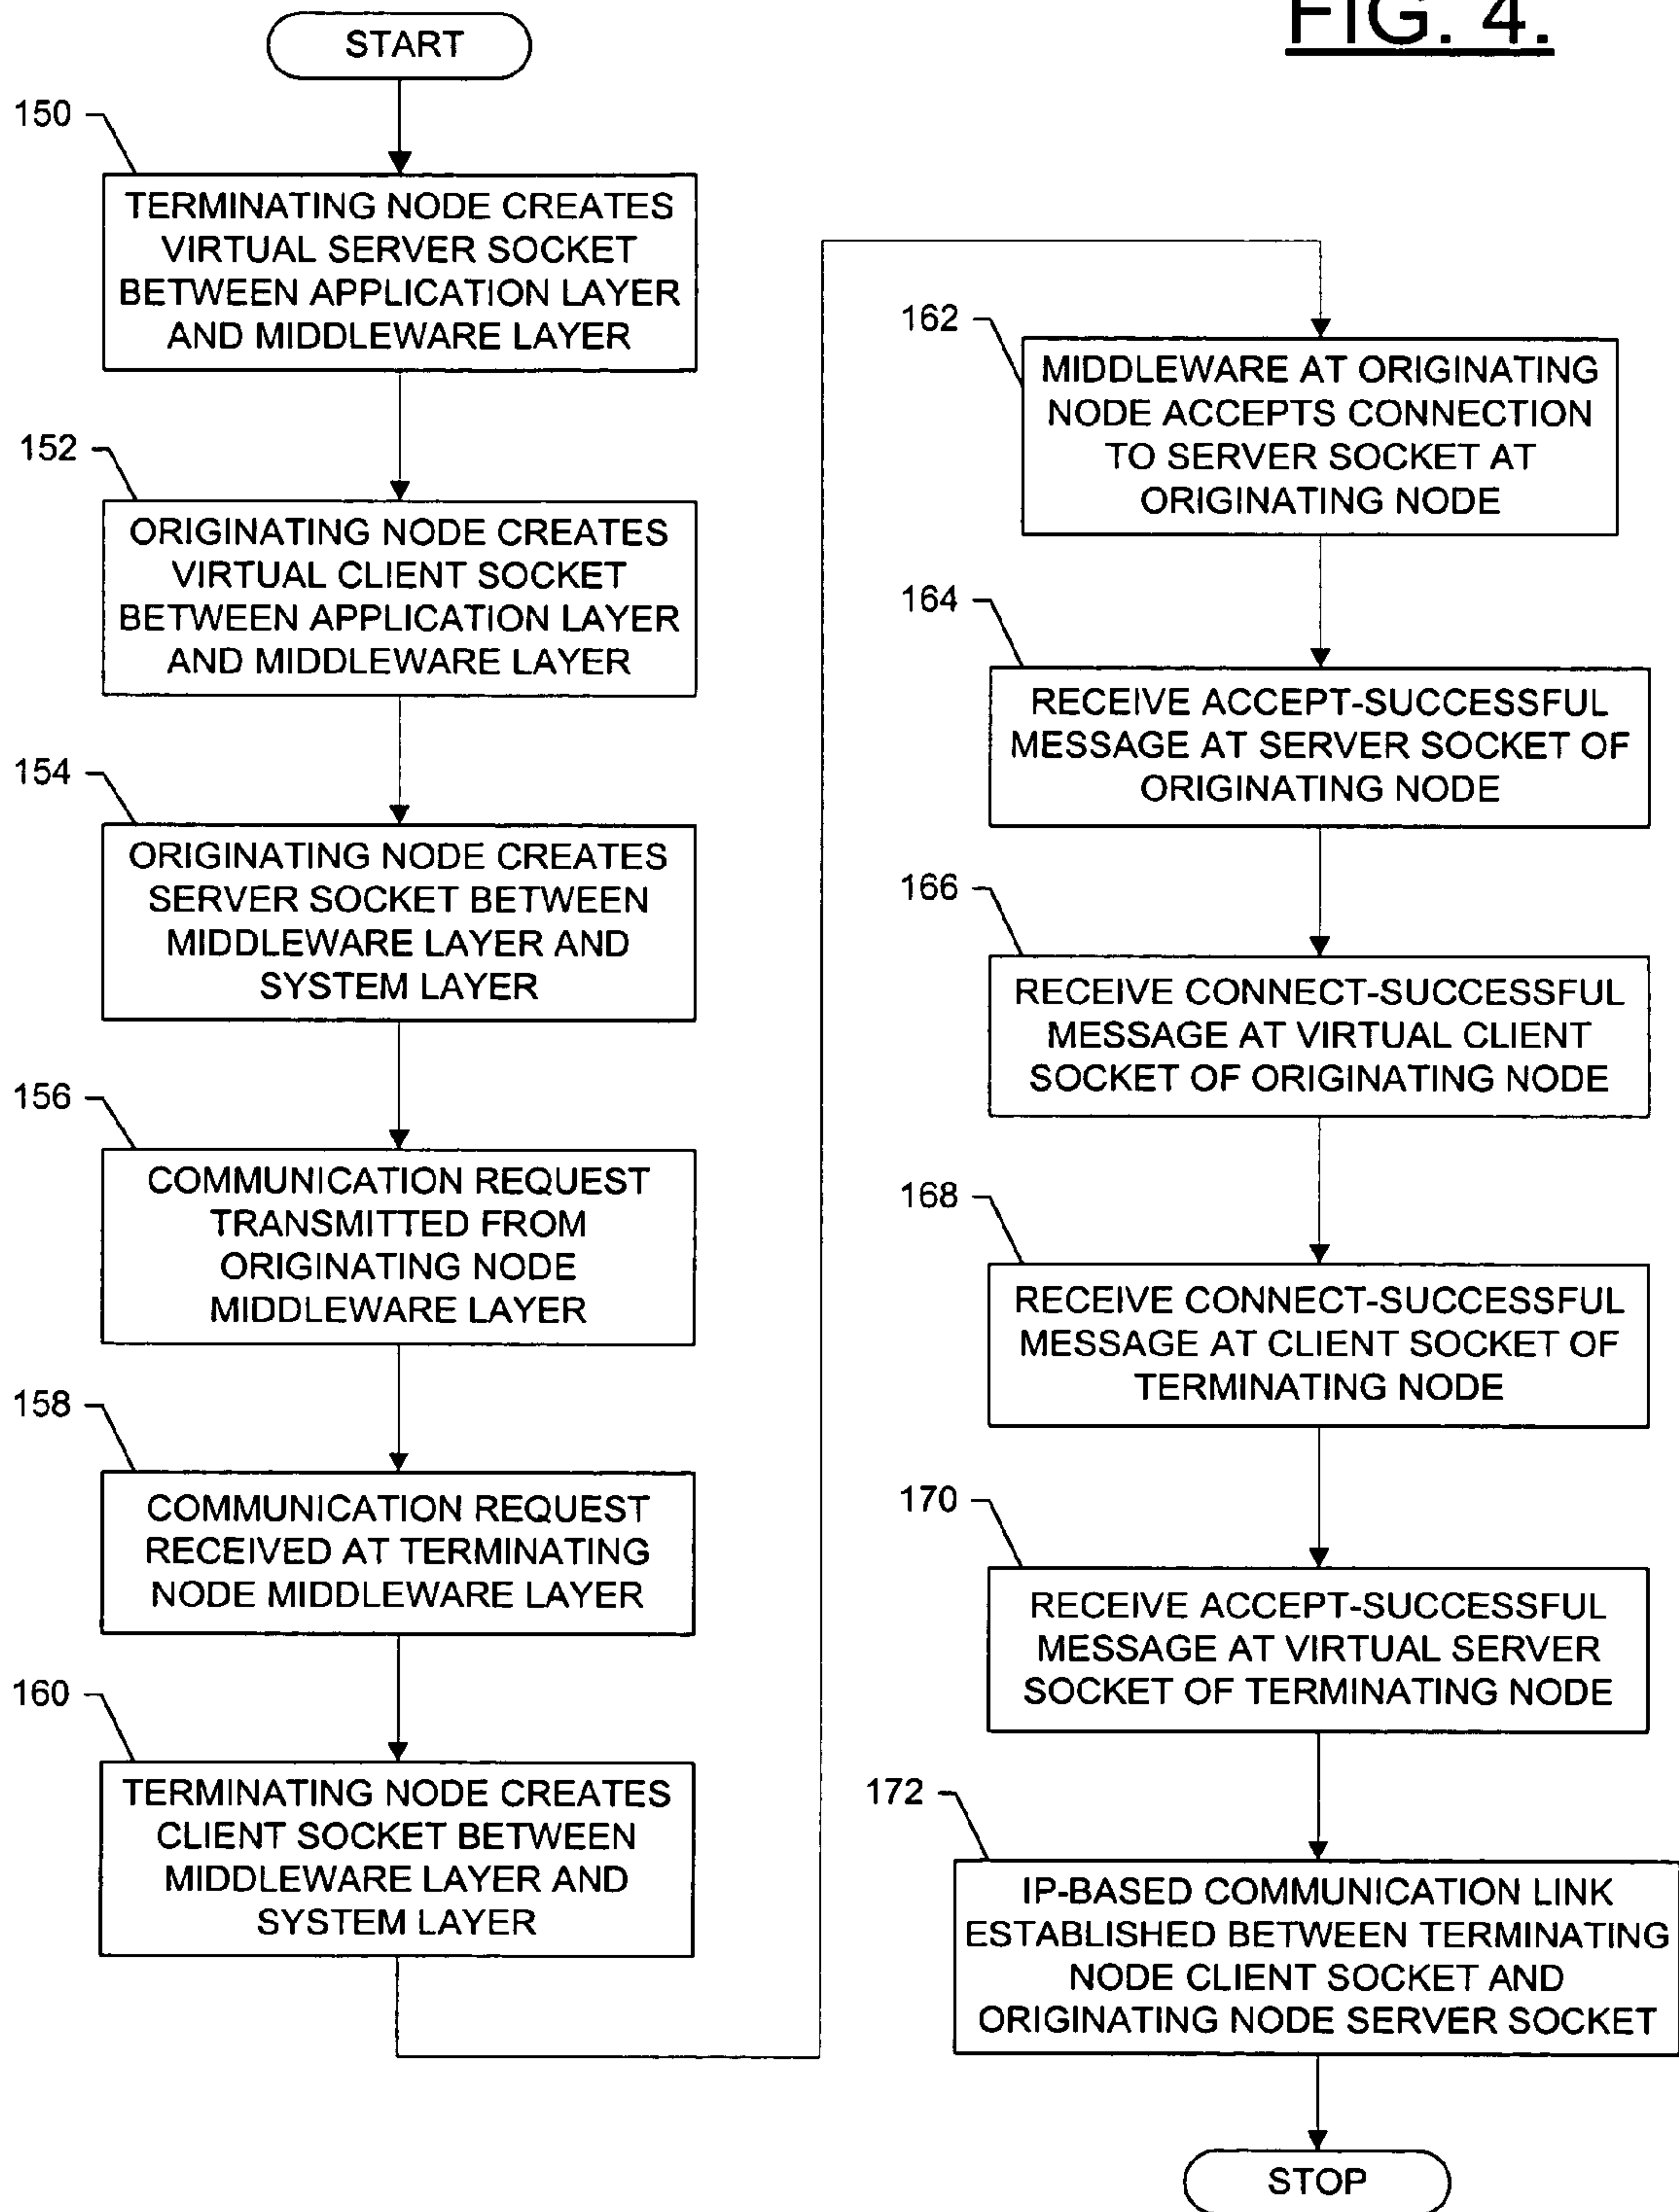 FIG. 4.
START
150
TERMINATING NODE CREATES
VIRTUAL SERVER SOCKET
BETWEEN APPLICATION LAYER
AND MIDDLEWARE LAYER
152
ORIGINATING NODE CREATES
VIRTUAL CLIENT SOCKET
BETWEEN APPLICATION LAYER
AND MIDDLEWARE LAYER
154
ORIGINATING NODE CREATES
SERVER SOCKET BETWEEN
MIDDLEWARE LAYER AND
SYSTEM LAYER
156
COMMUNICATION REQUEST
TRANSMITTED FROM
ORIGINATING NODE
MIDDLEWARE LAYER
158
COMMUNICATION REQUEST
RECEIVED AT TERMINATING
NODE MIDDLEWARE LAYER
160
TERMINATING NODE CREATES
CLIENT SOCKET BETWEEN
MIDDLEWARE LAYER AND
SYSTEM LAYER
162
MIDDLEWARE AT ORIGINATING
NODE ACCEPTS CONNECTION
TO SERVER SOCKET AT
ORIGINATING NODE
164
RECEIVE ACCEPT-SUCCESSFUL
MESSAGE AT SERVER SOCKET OF
ORIGINATING NODE
166
RECEIVE CONNECT-SUCCESSFUL
MESSAGE AT VIRTUAL CLIENT
SOCKET OF ORIGINATING NODE
168
RECEIVE CONNECT-SUCCESSFUL
MESSAGE AT CLIENT SOCKET OF
TERMINATING NODE
170
RECEIVE ACCEPT-SUCCESSFUL
MESSAGE AT VIRTUAL SERVER
SOCKET OF TERMINATING NODE
172
IP-BASED COMMUNICATION LINK
ESTABLISHED BETWEEN TERMINATING
NODE CLIENT SOCKET AND
ORIGINATING NODE SERVER SOCKET
STOP